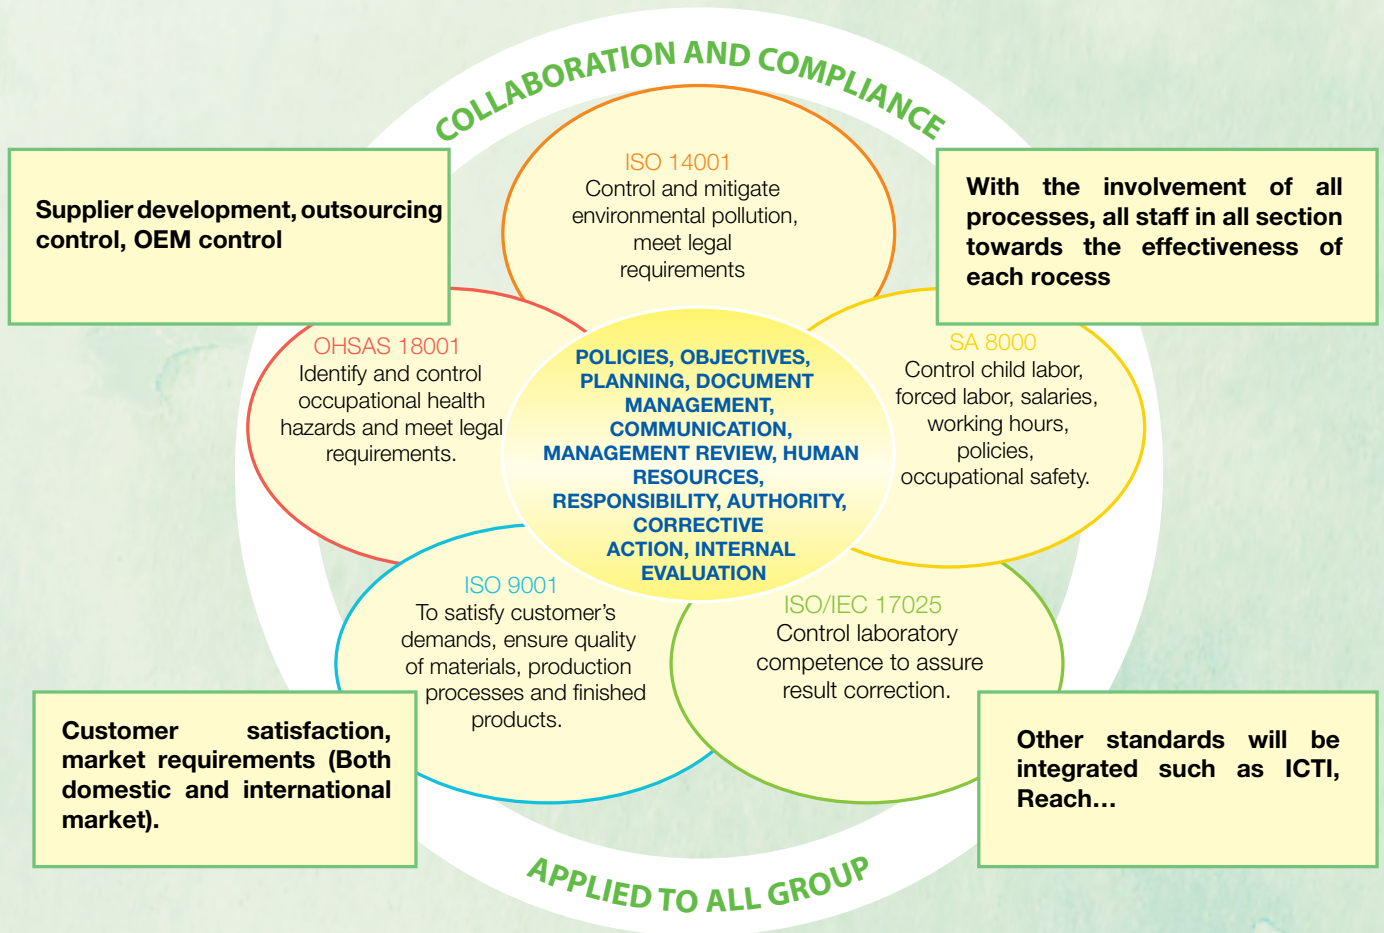 COLLABORATION AND COMPLIANCE
Supplier development, outsourcing
control, OEM control
ISO 14001
Control and mitigate
environmental pollution,
meet legal
requirements
With the involvement of all
processes, all staff in all section
towards the effectiveness of
each rocess
OHSAS 18001
Identify and control
occupational health
hazards and meet legal
requirements.
POLICIES, OBJECTIVES,
PLANNING, DOCUMENT
MANAGEMENT,
COMMUNICATION,
MANAGEMENT REVIEW, HUMAN
RESOURCES,
RESPONSIBILITY, AUTHORITY,
CORRECTIVE
ACTION, INTERNAL
EVALUATION
SA 8000
Control child labor,
forced labor, salaries,
working hours,
policies,
occupational safety.
ISO 9001
To satisfy customer's
demands, ensure quality
of materials, production
processes and finished
products.
ISO/IEC 17025
Control laboratory
competence to assure
result correction.
Customer satisfaction,
market requirements (Both
domestic and international
market).
Other standards will be
integrated such as ICTI,
Reach…
APPLIED TO ALL GROUP